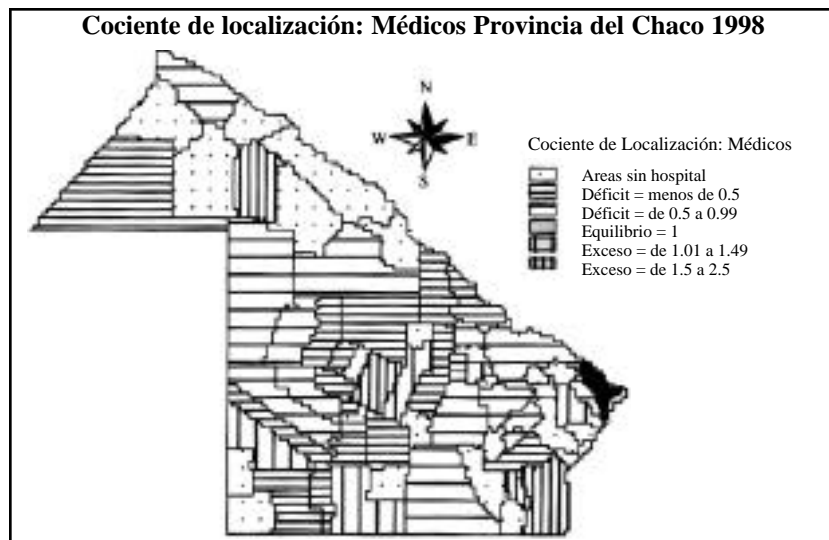 Cociente de localización: Médicos Provincia del Chaco 1998
N
W E
S
Cociente de Localización: Médicos
Areas sin hospital
Déficit = menos de 0.5
Déficit = de 0.5 a 0.99
Equilibrio = 1
Exceso = de 1.01 a 1.49
Exceso = de 1.5 a 2.5